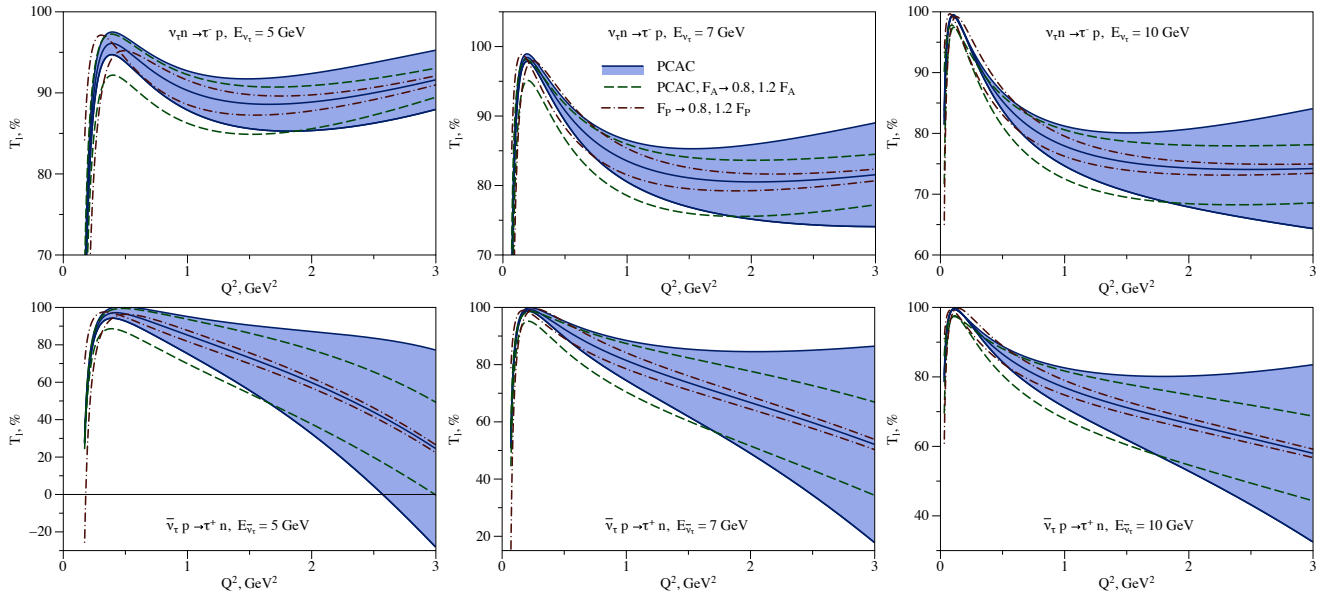 ν_τ n → τ⁻ p, E_ν_τ = 5 GeV
T_l, %
100
90
80
70
0
1
2
3
Q², GeV²
ν_τ n → τ⁻ p, E_ν_τ = 7 GeV
PCAC
PCAC, F_A → 0.8, 1.2 F_A
F_P → 0.8, 1.2 F_P
T_l, %
100
90
80
70
0
1
2
3
Q², GeV²
ν_τ n → τ⁻ p, E_ν_τ = 10 GeV
T_l, %
100
90
80
70
60
0
1
2
3
Q², GeV²
T_l, %
100
80
60
40
20
0
−20
ν̅_τ p → τ⁺ n, E_ν̅_τ = 5 GeV
0
1
2
3
Q², GeV²
T_l, %
100
80
60
40
20
ν̅_τ p → τ⁺ n, E_ν̅_τ = 7 GeV
0
1
2
3
Q², GeV²
T_l, %
100
80
60
40
ν̅_τ p → τ⁺ n, E_ν̅_τ = 10 GeV
0
1
2
3
Q², GeV²